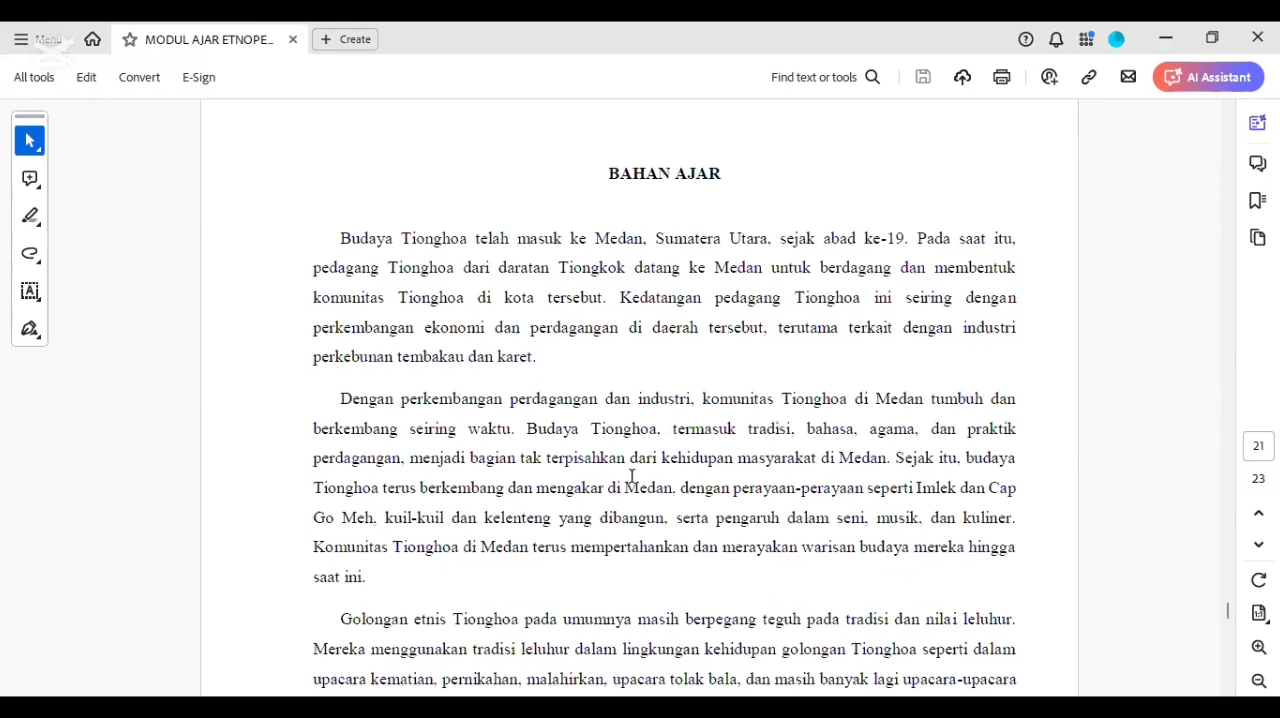 Menu
MODUL AJAR ETNOPE...
Create
All tools
Edit
Convert
E-Sign
Find text or tools
AI Assistant
BAHAN AJAR
Budaya Tionghoa telah masuk ke Medan, Sumatera Utara, sejak abad ke-19. Pada saat itu,
pedagang Tionghoa dari daratan Tiongkok datang ke Medan untuk berdagang dan membentuk
komunitas Tionghoa di kota tersebut. Kedatangan pedagang Tionghoa ini seiring dengan
perkembangan ekonomi dan perdagangan di daerah tersebut, terutama terkait dengan industri
perkebunan tembakau dan karet.
Dengan perkembangan perdagangan dan industri, komunitas Tionghoa di Medan tumbuh dan
berkembang seiring waktu. Budaya Tionghoa, termasuk tradisi, bahasa, agama, dan praktik
perdagangan, menjadi bagian tak terpisahkan dari kehidupan masyarakat di Medan. Sejak itu, budaya
Tionghoa terus berkembang dan mengakar di Medan, dengan perayaan-perayaan seperti Imlek dan Cap
Go Meh, kuil-kuil dan kelenteng yang dibangun, serta pengaruh dalam seni, musik, dan kuliner.
Komunitas Tionghoa di Medan terus mempertahankan dan merayakan warisan budaya mereka hingga
saat ini.
Golongan etnis Tionghoa pada umumnya masih berpegang teguh pada tradisi dan nilai leluhur.
Mereka menggunakan tradisi leluhur dalam lingkungan kehidupan golongan Tionghoa seperti dalam
upacara kematian, pernikahan, malahirkan, upacara tolak bala, dan masih banyak lagi upacara-upacara
21
23